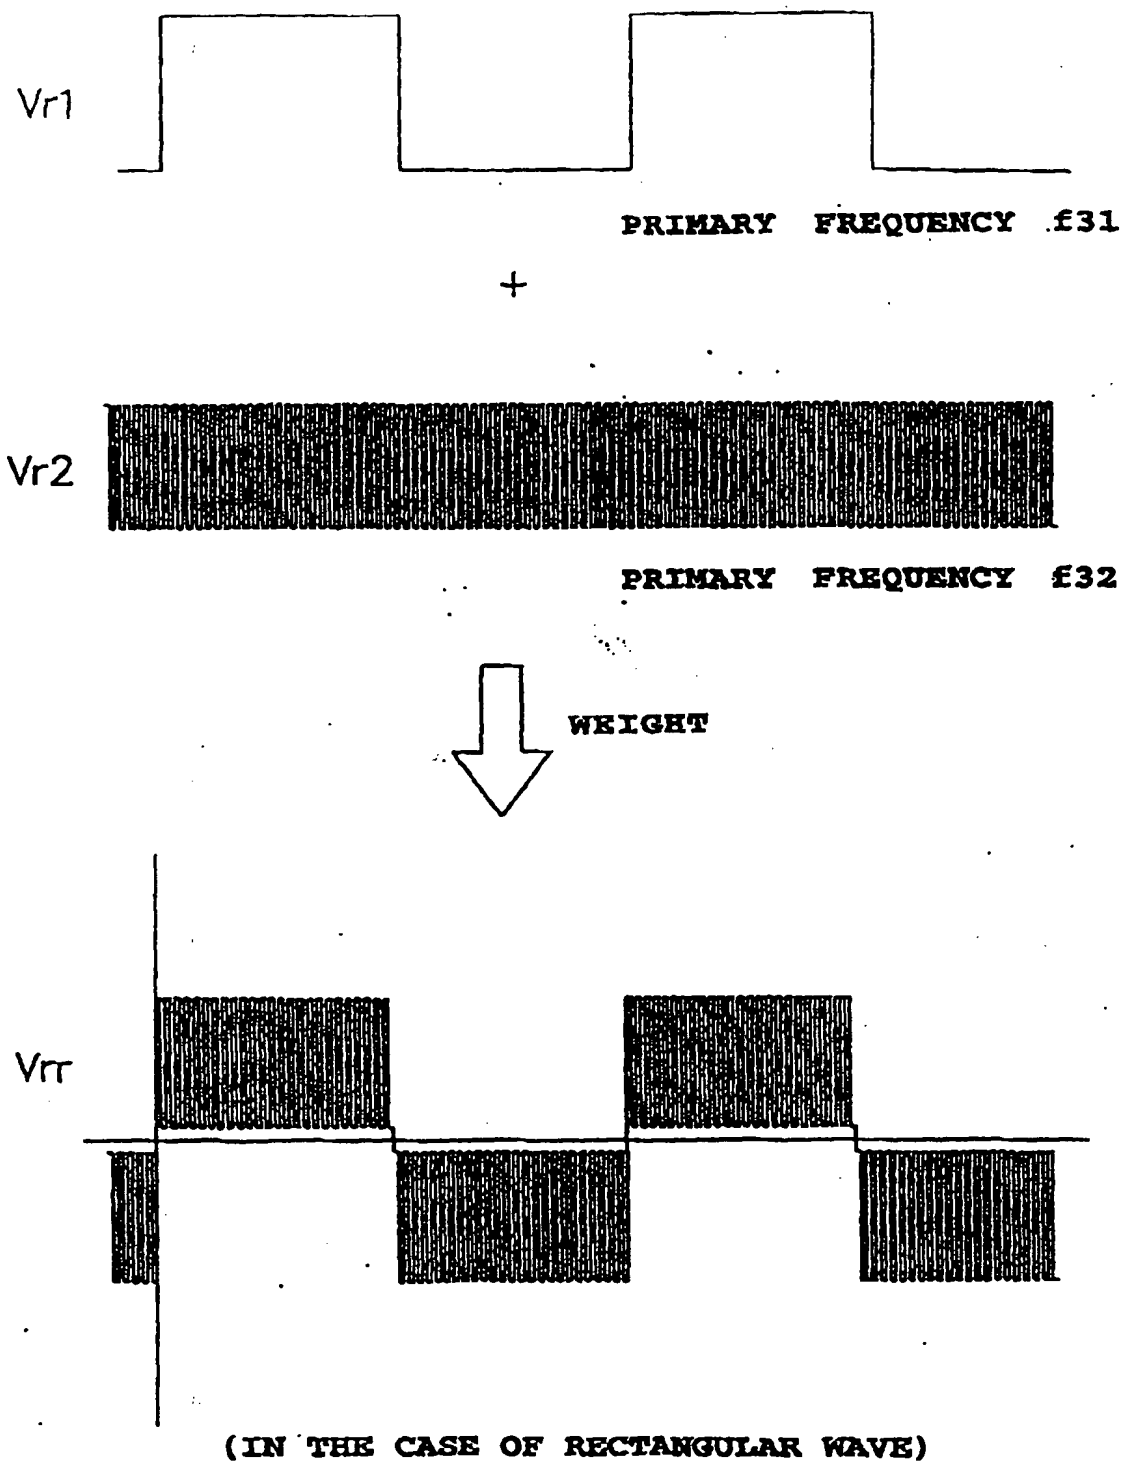 Vr1
PRIMARY FREQUENCY f31
+
Vr2
PRIMARY FREQUENCY f32
WEIGHT
Vrr
(IN THE CASE OF RECTANGULAR WAVE)